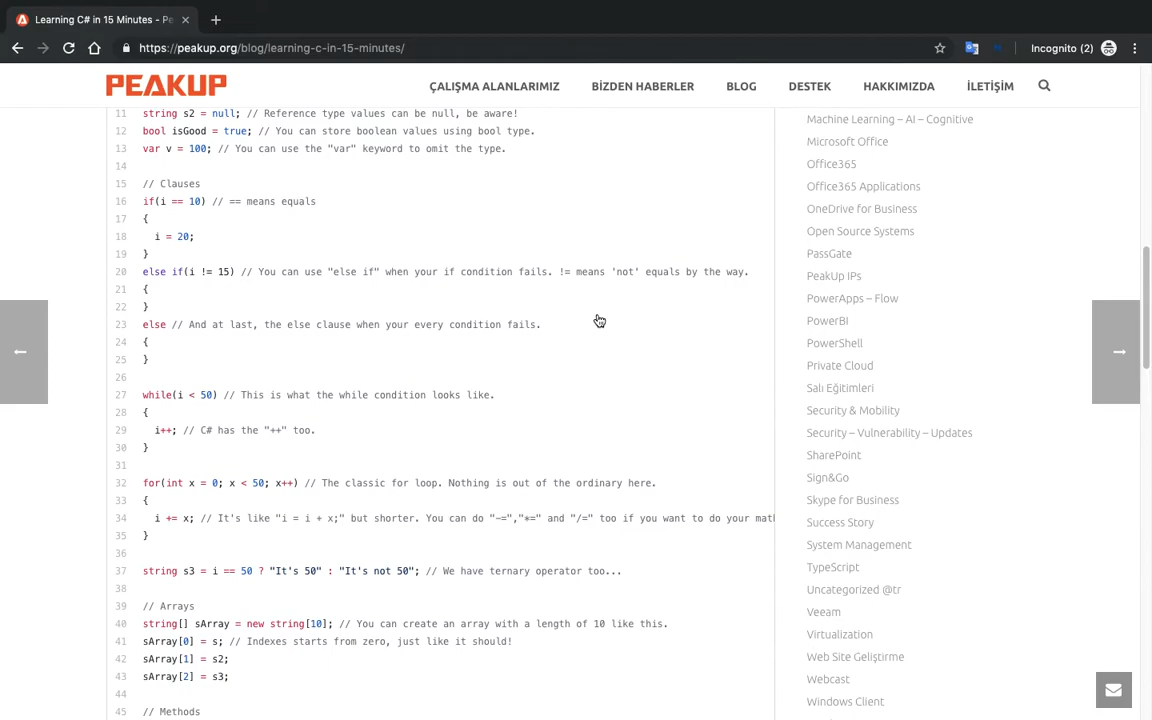 Learning C# in 15 Minutes - Pe
https://peakup.org/blog/learning-c-in-15-minutes/
Incognito (2)
PEAKUP
ÇALIŞMA ALANLARIMIZ
BİZDEN HABERLER
BLOG
DESTEK
HAKKIMIZDA
İLETİŞİM
11 string s2 = null; // Reference type values can be null, be aware!
12 bool isGood = true; // You can store boolean values using bool type.
13 var v = 100; // You can use the "var" keyword to omit the type.
14
15 // Clauses
16 if(i == 10) // == means equals
17 {
18 i = 20;
19 }
20 else if(i != 15) // You can use "else if" when your if condition fails. != means 'not' equals by the way.
21 {
22 }
23 else // And at last, the else clause when your every condition fails.
24 {
25 }
26
27 while(i < 50) // This is what the while condition looks like.
28 {
29 i++; // C# has the "++" too.
30 }
31
32 for(int x = 0; x < 50; x++) // The classic for loop. Nothing is out of the ordinary here.
33 {
34 i += x; // It's like "i = i + x;" but shorter. You can do "-=","*=" and "/=" too if you want to do your mat
35 }
36
37 string s3 = i == 50 ? "It's 50" : "It's not 50"; // We have ternary operator too...
38
39 // Arrays
40 string[] sArray = new string[10]; // You can create an array with a length of 10 like this.
41 sArray[0] = s; // Indexes starts from zero, just like it should!
42 sArray[1] = s2;
43 sArray[2] = s3;
44
45 // Methods
Machine Learning – AI – Cognitive
Microsoft Office
Office365
Office365 Applications
OneDrive for Business
Open Source Systems
PassGate
PeakUp IPs
PowerApps – Flow
PowerBI
PowerShell
Private Cloud
Salı Eğitimleri
Security & Mobility
Security – Vulnerability – Updates
SharePoint
Sign&Go
Skype for Business
Success Story
System Management
TypeScript
Uncategorized @tr
Veeam
Virtualization
Web Site Geliştirme
Webcast
Windows Client